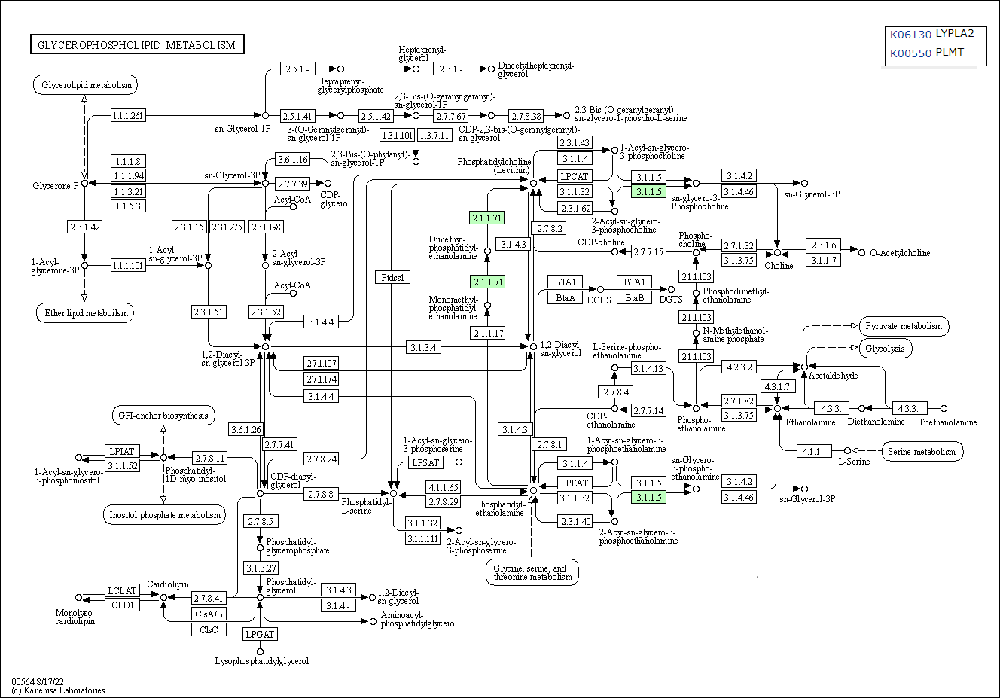 GLYCEROPHOSPHOLIPID METABOLISM
K06130 LYPLA2
K00550 PLMT
Heptaprenyl-
glycerol
2.5.1.-
2.3.1.-
Diacetylheptaprenyl-
glycerol
Heptaprenyl-
glycerylphosphate
Glycerolipid metabolism
2,3-Bis-(O-geranylgeranyl)-
sn-glycerol-1P
1.1.1.261
2.5.1.41
2.5.1.42
2.7.7.67
2.7.8.38
2,3-Bis-(O-geranylgeranyl)-
sn-glycero-1-phospho-L-serine
sn-Glycerol-1P
3-(O-Geranylgeranyl)-
sn-glycerol-1P
1.3.1.101
1.3.7.11
CDP-2,3-bis-(O-geranylgeranyl)-
sn-glycerol
2.3.1.43
1-Acyl-sn-glycero-
3-phosphocholine
1.1.1.8
3.6.1.16
2,3-Bis-(O-phytanyl)-
sn-glycerol-1P
Phosphatidylcholine
(Lecithin)
3.1.1.4
1.1.1.94
sn-Glycerol-3P
LPCAT
3.1.1.5
3.1.4.2
Glycerone-P
2.7.7.39
1.1.3.21
3.1.1.32
3.1.1.5
3.1.4.46
sn-Glycerol-3P
CDP-
glycerol
1.1.5.3
Acyl-CoA
2.3.1.62
sn-glycero-3-
Phosphocholine
2.1.1.71
2-Acyl-sn-glycero-
3-phosphocholine
2.3.1.42
2.3.1.15
2.3.1.275
2.3.1.198
2.7.8.2
Dimethyl-
phosphatidyl-
ethanolamine
3.1.4.3
CDP-choline
Phospho-
choline
1-Acyl-
sn-glycerol-3P
2-Acyl-
sn-glycerol-3P
2.7.7.15
2.7.1.32
3.1.3.75
Choline
2.3.1.6
3.1.1.7
O-Acetylcholine
1-Acyl-
glycerone-3P
1.1.1.101
Ptdss1
2.1.1.71
2.1.1.103
Acyl-CoA
BTA1
BtaA
DGHS
BTA1
BtaB
DGTS
Phosphodimethyl-
ethanolamine
Monomethyl-
phosphatidyl-
ethanolamine
Ether lipid metaboilsm
2.3.1.51
2.3.1.52
3.1.4.4
2.1.1.17
2.1.1.103
N-Methylethanol-
amine phosphate
Pyruvate metabolism
1,2-Diacyl-
sn-glycerol-3P
3.1.3.4
1,2-Diacyl-
sn-glycerol
L-Serine-phospho-
ethanolamine
2.1.1.103
Glycolysis
2.7.1.107
2.7.1.174
3.1.4.4
3.1.4.13
4.2.3.2
Acetaldehyde
2.7.8.4
4.3.1.7
GPI-anchor biosynthesis
CDP-
ethanolamine
2.7.7.14
Phospho-
ethanolamine
2.7.1.82
3.1.3.75
Ethanolamine
4.3.3.-
Diethanolamine
4.3.3.-
Triethanolamine
3.6.1.26
2.7.7.41
3.1.4.3
2.7.8.1
1-Acyl-sn-glycero-
3-phosphoserine
1-Acyl-sn-glycero-3-
phosphoethanolamine
LPIAT
3.1.1.52
2.7.8.11
2.7.8.24
LPSAT
3.1.1.4
sn-Glycero-
3-phospho-
ethanolamine
4.1.1.-
L-Serine
Serine metabolism
1-Acyl-sn-glycero-
3-phosphoinositol
Phosphatidyl-
1D-myo-inositol
CDP-diacyl-
glycerol
2.7.8.8
4.1.1.65
2.7.8.29
LPEAT
3.1.1.32
3.1.1.5
3.1.1.5
3.1.4.2
3.1.4.46
sn-Glycerol-3P
Phosphatidyl-
L-serine
Phosphatidyl-
ethanolamine
Inositol phosphate metabolism
2.7.8.5
3.1.1.32
3.1.1.111
2.3.1.40
2-Acyl-sn-glycero-
3-phosphoserine
2-Acyl-sn-glycero-3-
phosphoethanolamine
Phosphatidyl-
glycerophosphate
3.1.3.27
Glycine, serine, and
threonine metabolism
LCLAT
CLD1
Cardiolipin
Phosphatidyl-
glycerol
3.1.4.3
3.1.4.-
1,2-Diacyl-
sn-glycerol
2.7.8.41
ClsA/B
ClsC
Monolyso-
cardiolipin
Aminoacyl-
phosphatidylglycerol
LPGAT
Lysophosphatidylglycerol
00564 8/17/22
(c) Kanehisa Laboratories